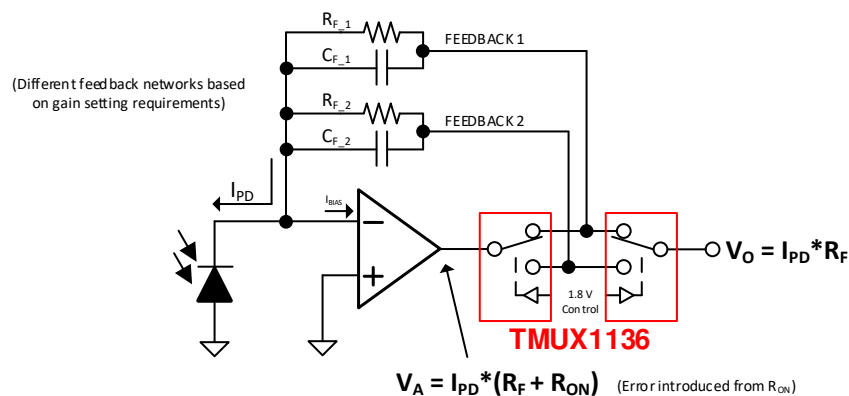 R_F_1
FEEDBACK 1
C_F_1
(Different feedback networks based
on gain setting requirements)
R_F_2
FEEDBACK 2
C_F_2
I_PD
I_BIAS
−
+
V_O = I_PD*R_F
1.8 V
Control
TMUX1136
V_A = I_PD*(R_F + R_ON) (Error introduced from R_ON)